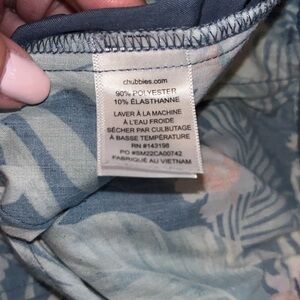 chubbies.com
90% POLYESTER
10% ÉLASTHANNE
LAVER À LA MACHINE
À L'EAU FROIDE
SÉCHER PAR CULBUTAGE
À BASSE TEMPÉRATURE
RN #143198
PO #SM22CA00742
FABRIQUÉ AU VIETNAM